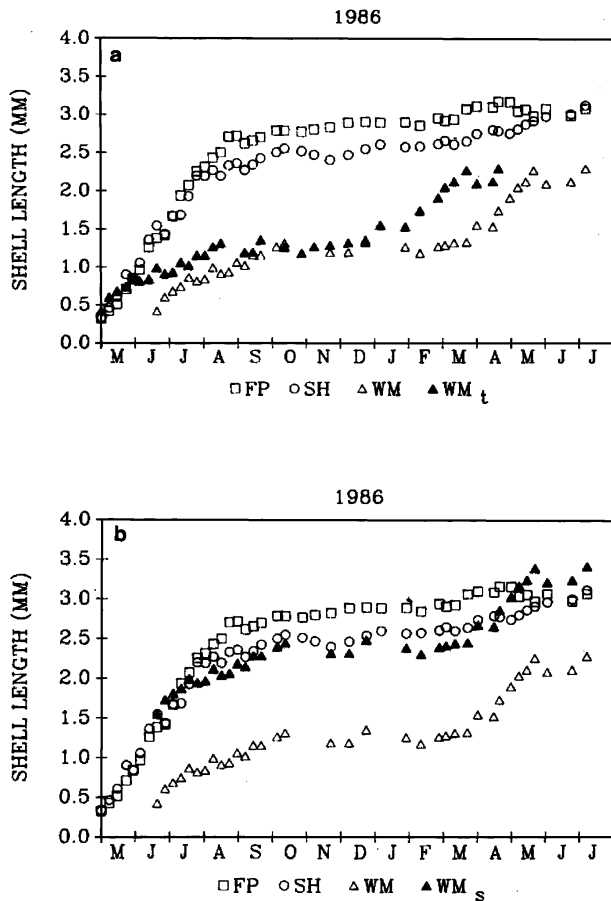 1986
a
SHELL LENGTH (MM)
4.0
3.5
3.0
2.5
2.0
1.5
1.0
0.5
0.0
M J J A S O N D J F M A M J J
□ FP ○ SH △ WM ▲ WM t
1986
b
SHELL LENGTH (MM)
4.0
3.5
3.0
2.5
2.0
1.5
1.0
0.5
0.0
M J J A S O N D J F M A M J J
□ FP ○ SH △ WM ▲ WM s